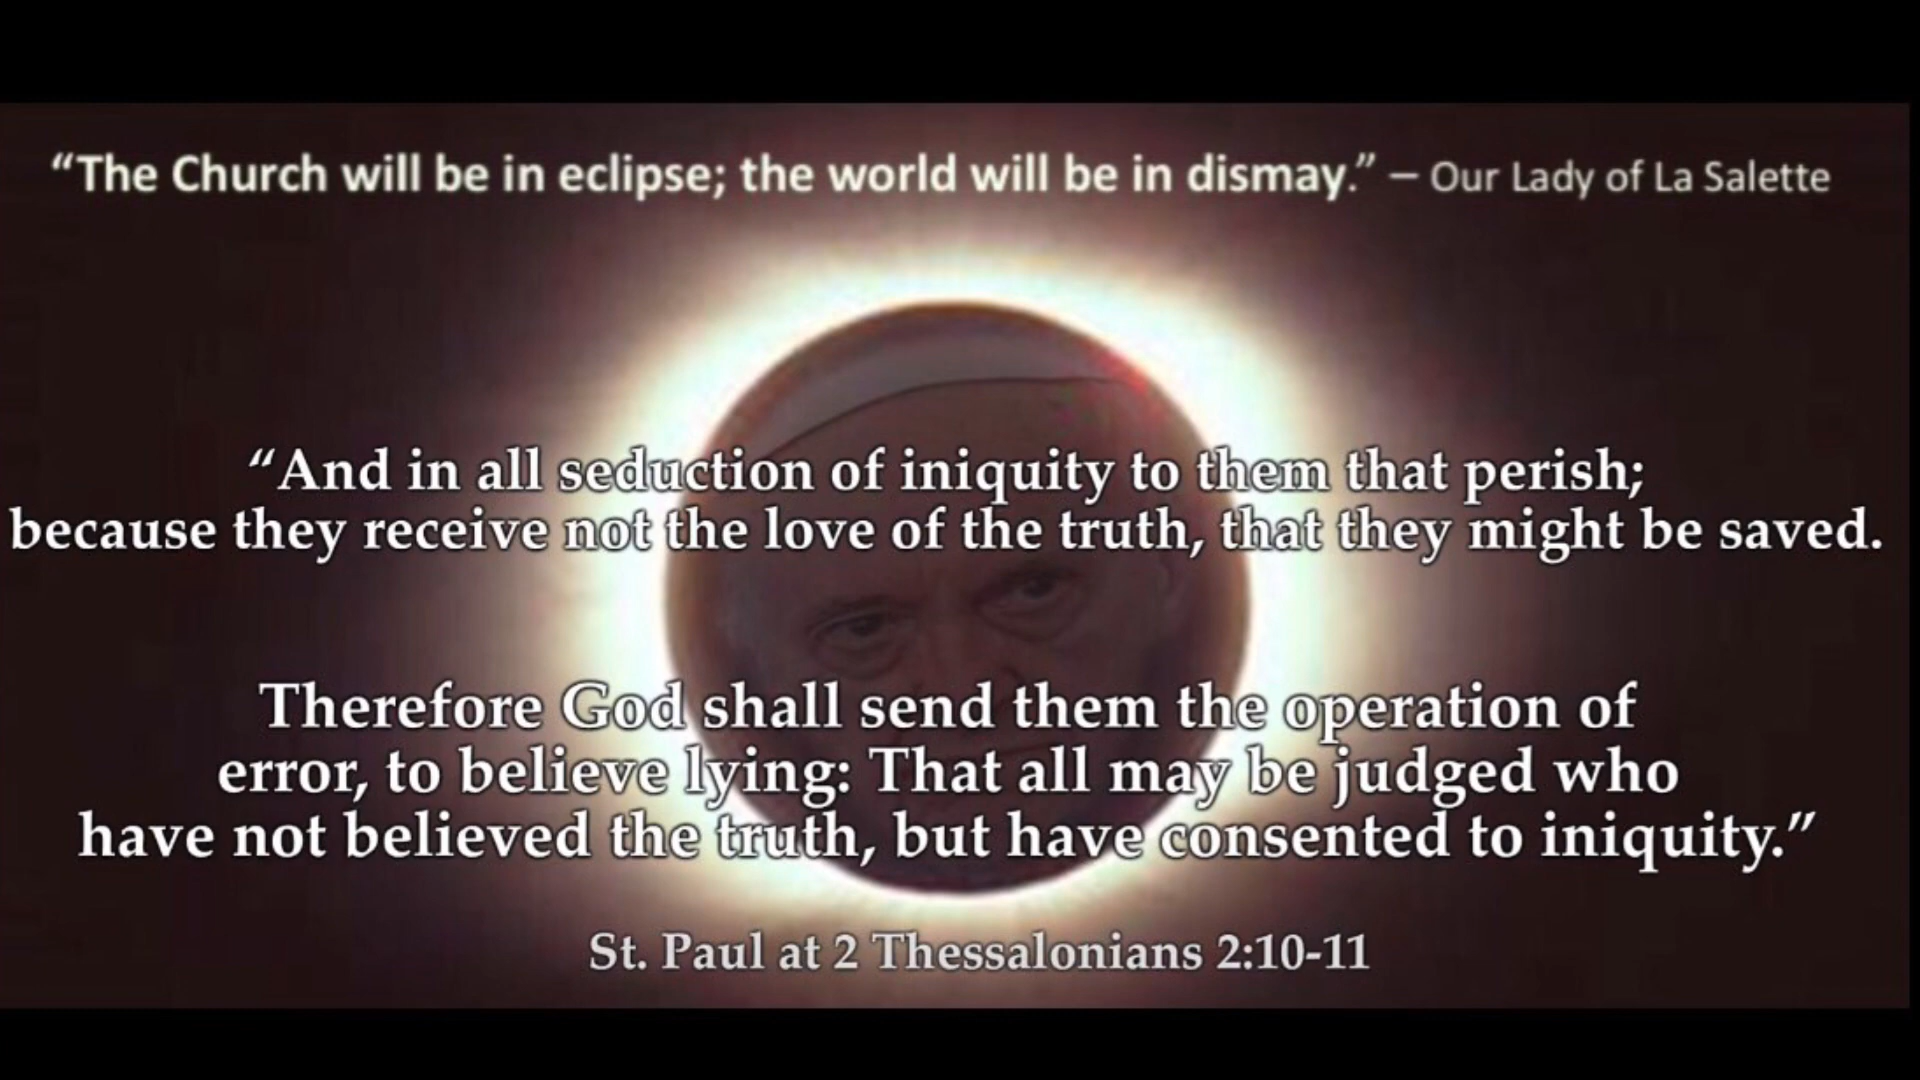 “The Church will be in eclipse; the world will be in dismay.” – Our Lady of La Salette
“And in all seduction of iniquity to them that perish;
because they receive not the love of the truth, that they might be saved.
Therefore God shall send them the operation of
error, to believe lying: That all may be judged who
have not believed the truth, but have consented to iniquity.”
St. Paul at 2 Thessalonians 2:10-11